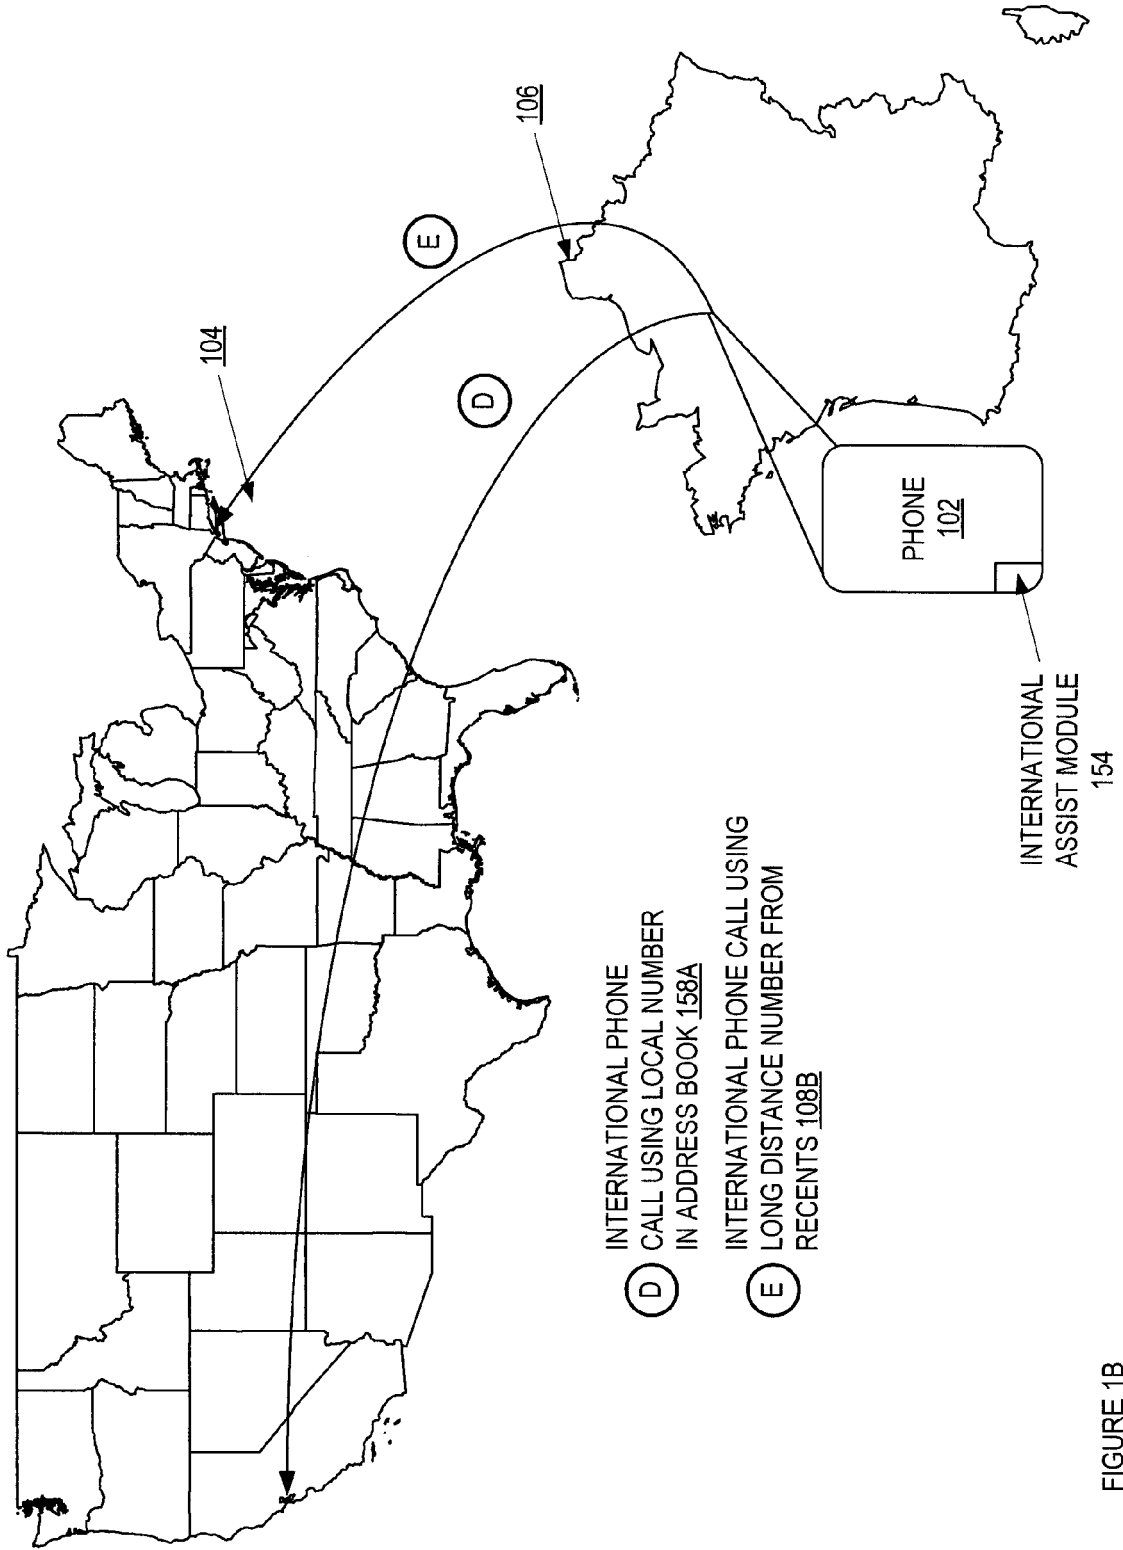 104
106
E
D
PHONE
102
INTERNATIONAL
ASSIST MODULE
154
D
INTERNATIONAL PHONE
CALL USING LOCAL NUMBER
IN ADDRESS BOOK 158A
E
INTERNATIONAL PHONE CALL USING
LONG DISTANCE NUMBER FROM
RECENTS 108B
FIGURE 1B